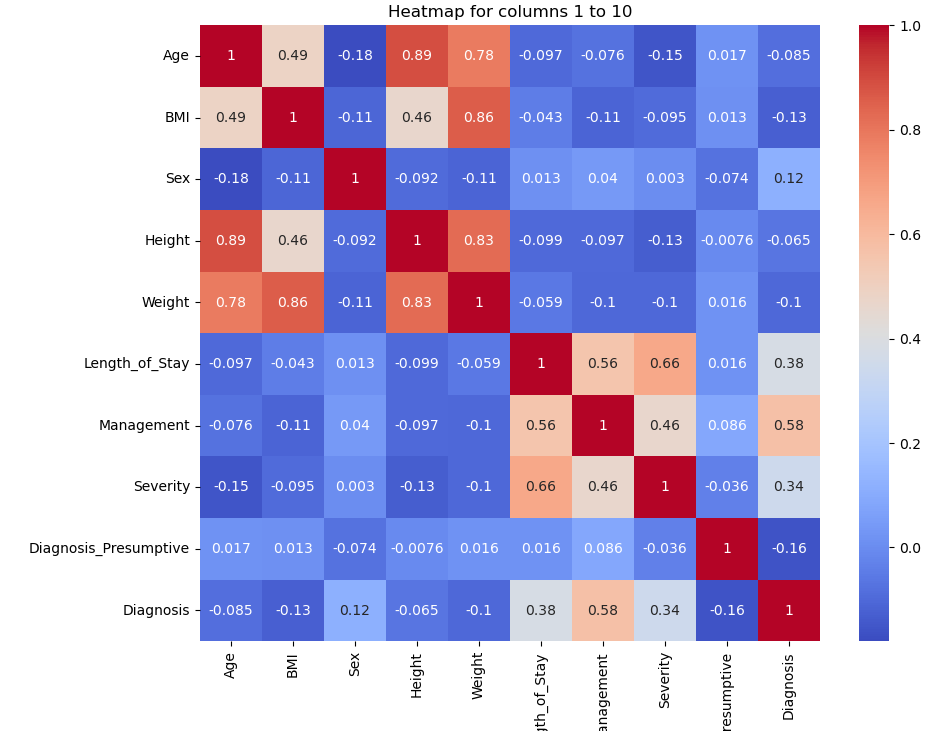 Heatmap for columns 1 to 10
Age 1 0.49 -0.18 0.89 0.78 -0.097 -0.076 -0.15 0.017 -0.085
BMI 0.49 1 -0.11 0.46 0.86 -0.043 -0.11 -0.095 0.013 -0.13
Sex -0.18 -0.11 1 -0.092 -0.11 0.013 0.04 0.003 -0.074 0.12
Height 0.89 0.46 -0.092 1 0.83 -0.099 -0.097 -0.13 -0.0076 -0.065
Weight 0.78 0.86 -0.11 0.83 1 -0.059 -0.1 -0.1 0.016 -0.1
Length_of_Stay -0.097 -0.043 0.013 -0.099 -0.059 1 0.56 0.66 0.016 0.38
Management -0.076 -0.11 0.04 -0.097 -0.1 0.56 1 0.46 0.086 0.58
Severity -0.15 -0.095 0.003 -0.13 -0.1 0.66 0.46 1 -0.036 0.34
Diagnosis_Presumptive 0.017 0.013 -0.074 -0.0076 0.016 0.016 0.086 -0.036 1 -0.16
Diagnosis -0.085 -0.13 0.12 -0.065 -0.1 0.38 0.58 0.34 -0.16 1
Age BMI Sex Height Weight gth_of_Stay anagement Severity resumptive Diagnosis
1.0
0.8
0.6
0.4
0.2
0.0